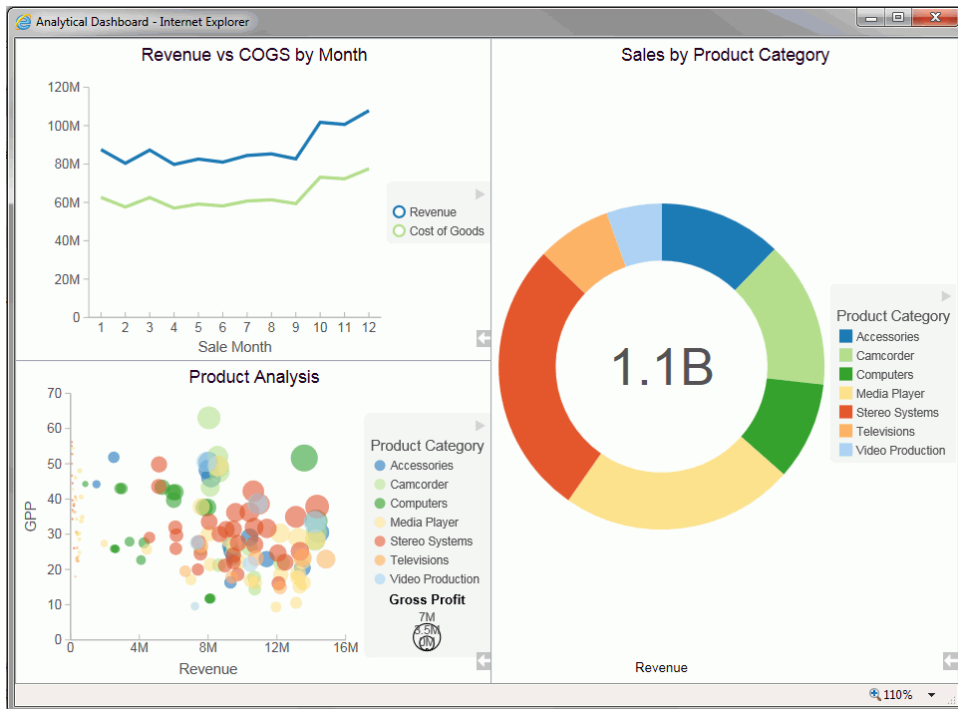 Analytical Dashboard - Internet Explorer
Revenue vs COGS by Month
120M
100M
80M
60M
40M
20M
0
1 2 3 4 5 6 7 8 9 10 11 12
Sale Month
Revenue
Cost of Goods
Product Analysis
70
60
50
40
30
20
10
0
GPP
0 4M 8M 12M 16M
Revenue
Product Category
Accessories
Camcorder
Computers
Media Player
Stereo Systems
Televisions
Video Production
Gross Profit
7M
3.5M
0M
Sales by Product Category
1.1B
Product Category
Accessories
Camcorder
Computers
Media Player
Stereo Systems
Televisions
Video Production
Revenue
110%